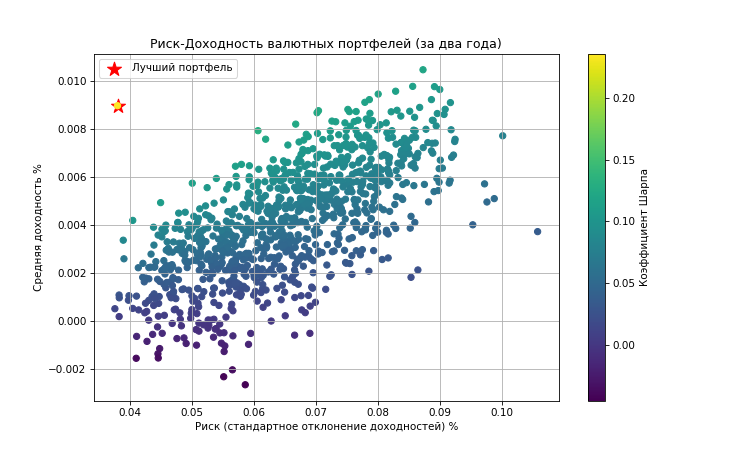 Риск-Доходность валютных портфелей (за два года)
Лучший портфель
0.010
0.008
0.006
0.004
0.002
0.000
−0.002
Средняя доходность %
0.04 0.05 0.06 0.07 0.08 0.09 0.10
Риск (стандартное отклонение доходностей) %
0.20
0.15
0.10
0.05
0.00
Коэффициент Шарпа